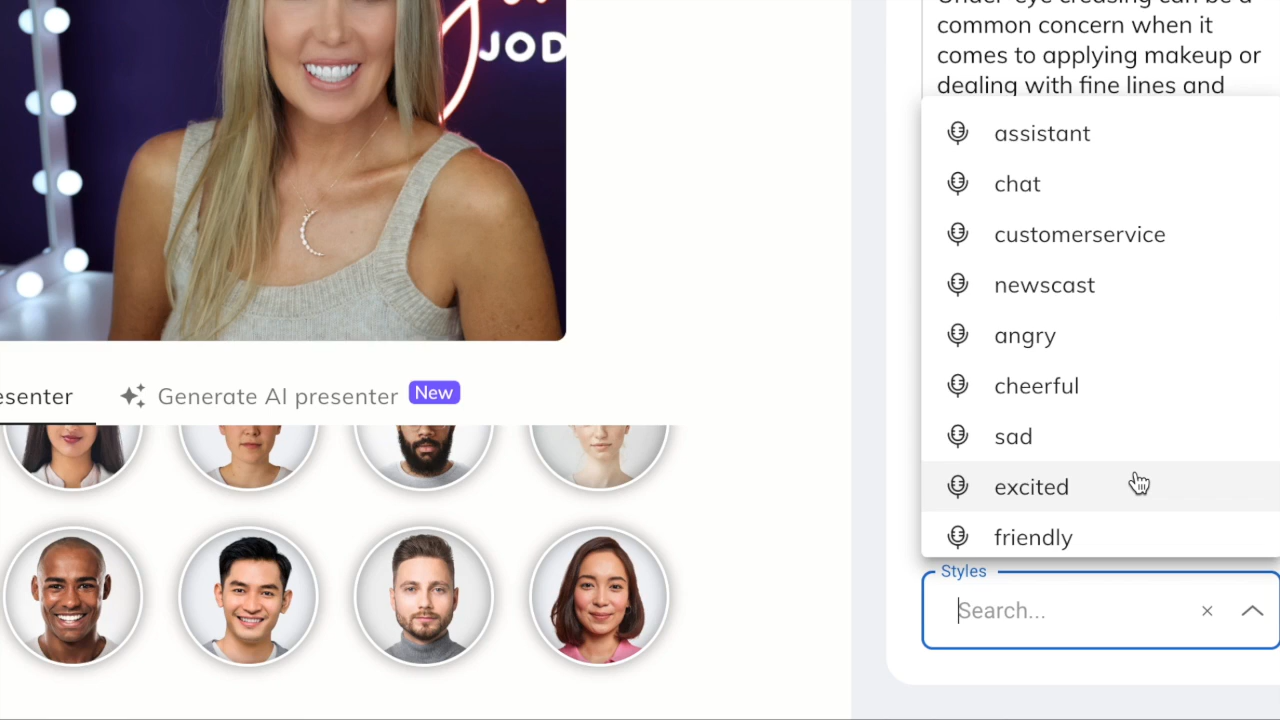 JOD
esenter
Generate AI presenter New
common concern when it
comes to applying makeup or
dealing with fine lines and
assistant
chat
customerservice
newscast
angry
cheerful
sad
excited
friendly
Styles
Search...